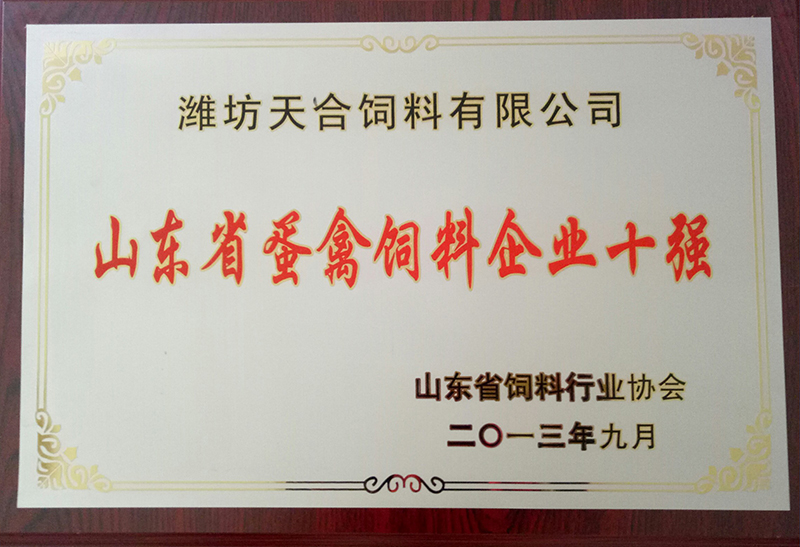 潍坊天合饲料有限公司
山东省蛋禽饲料企业十强
山东省饲料行业协会
二〇一三年九月